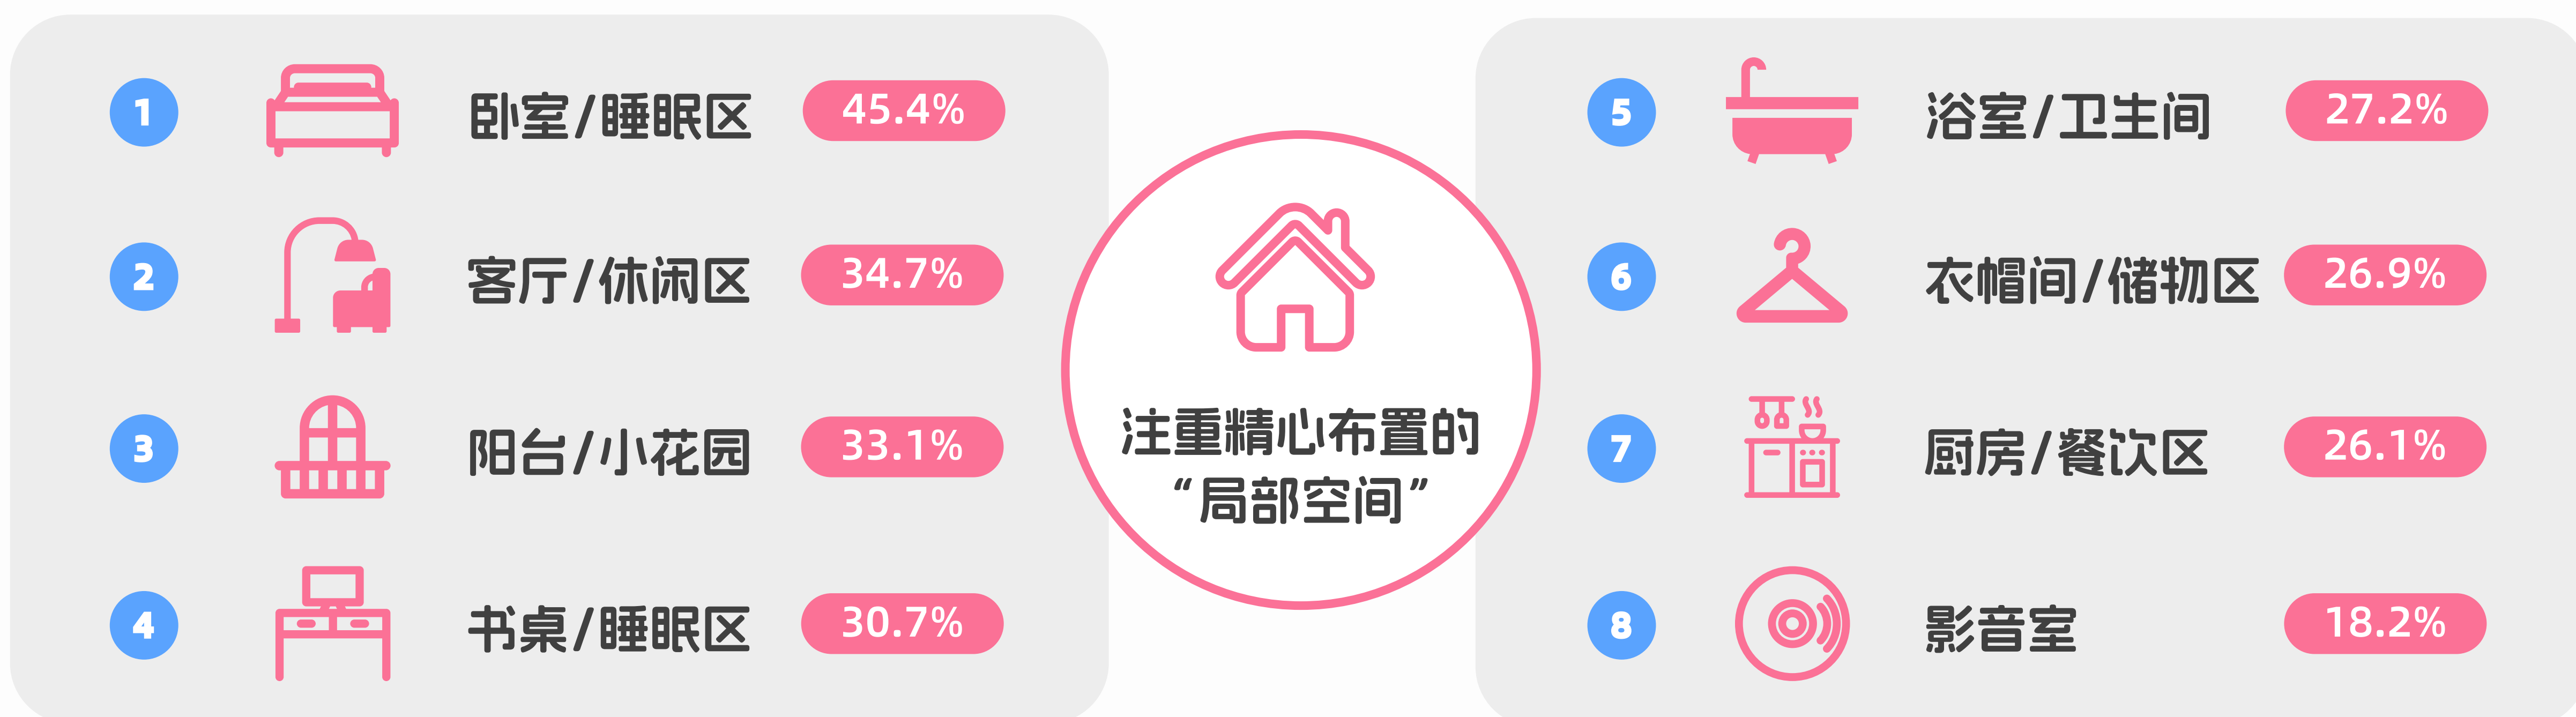 1 卧室/睡眠区 45.4%
2 客厅/休闲区 34.7%
3 阳台/小花园 33.1%
4 书桌/睡眠区 30.7%
注重精心布置的
“局部空间”
5 浴室/卫生间 27.2%
6 衣帽间/储物区 26.9%
7 厨房/餐饮区 26.1%
8 影音室 18.2%